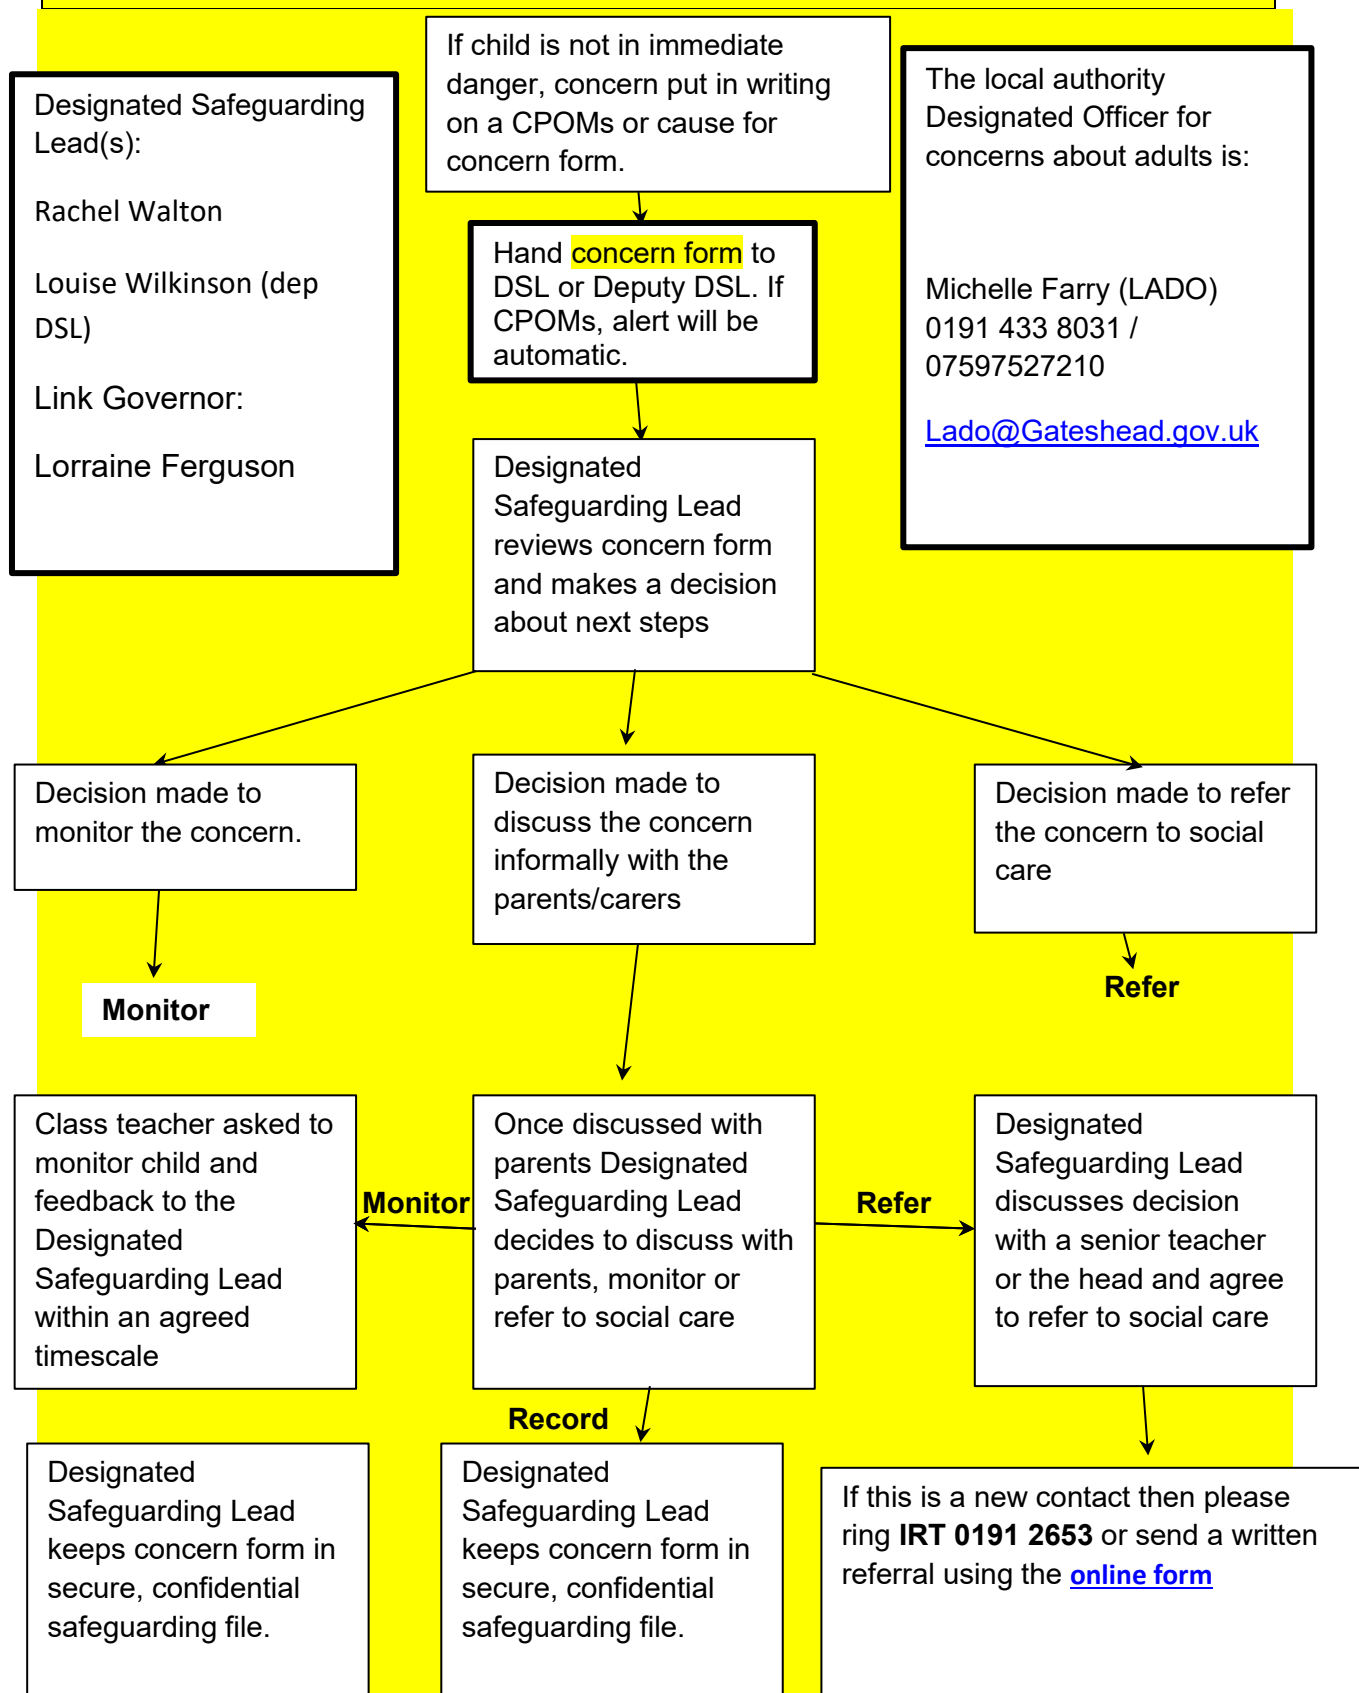 If child is not in immediate
danger, concern put in writing
on a CPOMs or cause for
concern form.
Designated Safeguarding
Lead(s):
Rachel Walton
Louise Wilkinson (dep
DSL)
Link Governor:
Lorraine Ferguson
The local authority
Designated Officer for
concerns about adults is:
Michelle Farry (LADO)
0191 433 8031 /
07597527210
Lado@Gateshead.gov.uk
Hand concern form to
DSL or Deputy DSL. If
CPOMs, alert will be
automatic.
Designated
Safeguarding Lead
reviews concern form
and makes a decision
about next steps
Decision made to
monitor the concern.
Decision made to
discuss the concern
informally with the
parents/carers
Decision made to refer
the concern to social
care
Monitor
Refer
Class teacher asked to
monitor child and
feedback to the
Designated
Safeguarding Lead
within an agreed
timescale
Monitor
Once discussed with
parents Designated
Safeguarding Lead
decides to discuss with
parents, monitor or
refer to social care
Refer
Designated
Safeguarding Lead
discusses decision
with a senior teacher
or the head and agree
to refer to social care
Record
Designated
Safeguarding Lead
keeps concern form in
secure, confidential
safeguarding file.
Designated
Safeguarding Lead
keeps concern form in
secure, confidential
safeguarding file.
If this is a new contact then please
ring IRT 0191 2653 or send a written
referral using the online form